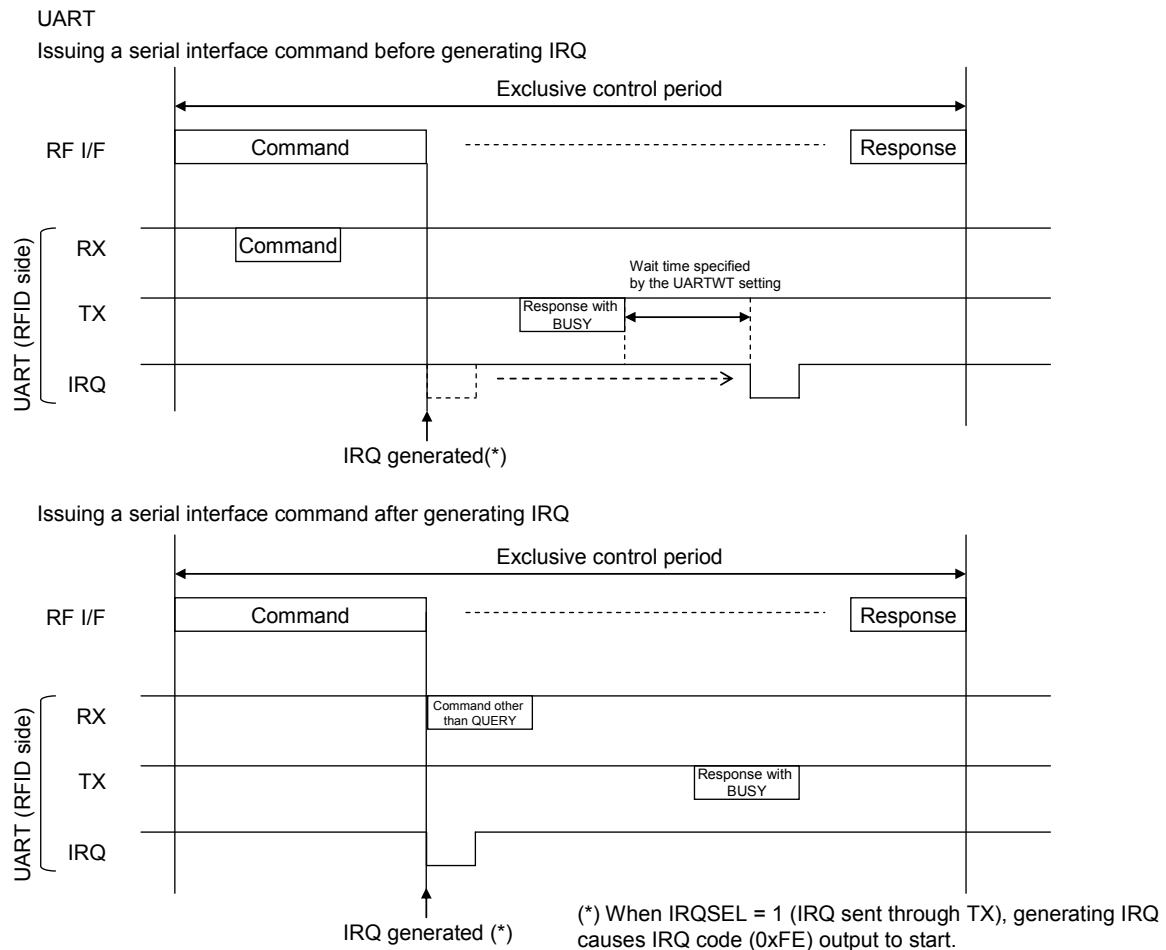 UART
Issuing a serial interface command before generating IRQ
Exclusive control period
RF I/F
Command
Response
UART (RFID side)
RX
Command
Wait time specified
by the UARTWT setting
TX
Response with
BUSY
IRQ
IRQ generated(*)
Issuing a serial interface command after generating IRQ
Exclusive control period
RF I/F
Command
Response
UART (RFID side)
RX
Command other
than QUERY
TX
Response with
BUSY
IRQ
IRQ generated (*)
(*) When IRQSEL = 1 (IRQ sent through TX), generating IRQ
causes IRQ code (0xFE) output to start.